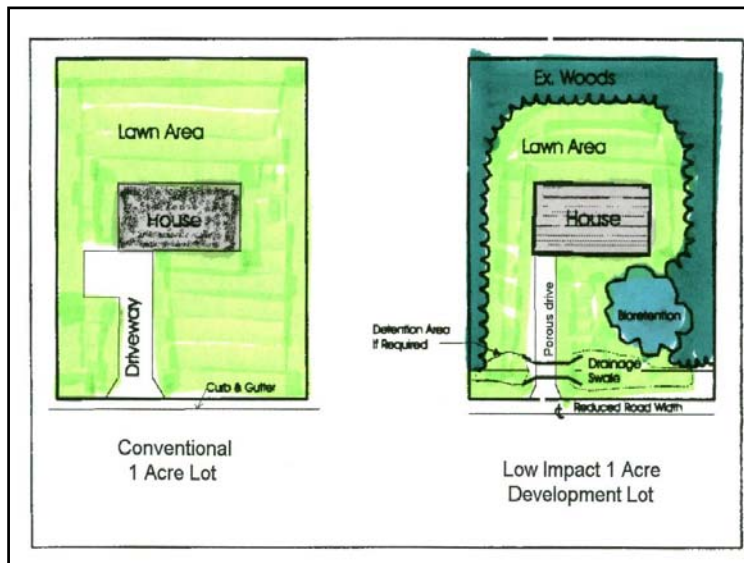 Lawn Area
House
Driveway
Curb & Gutter
Conventional
1 Acre Lot
Ex. Woods
Lawn Area
House
Porous drive
Bioretention
Detention Area
If Required
Drainage
Swale
Reduced Road Width
Low Impact 1 Acre
Development Lot